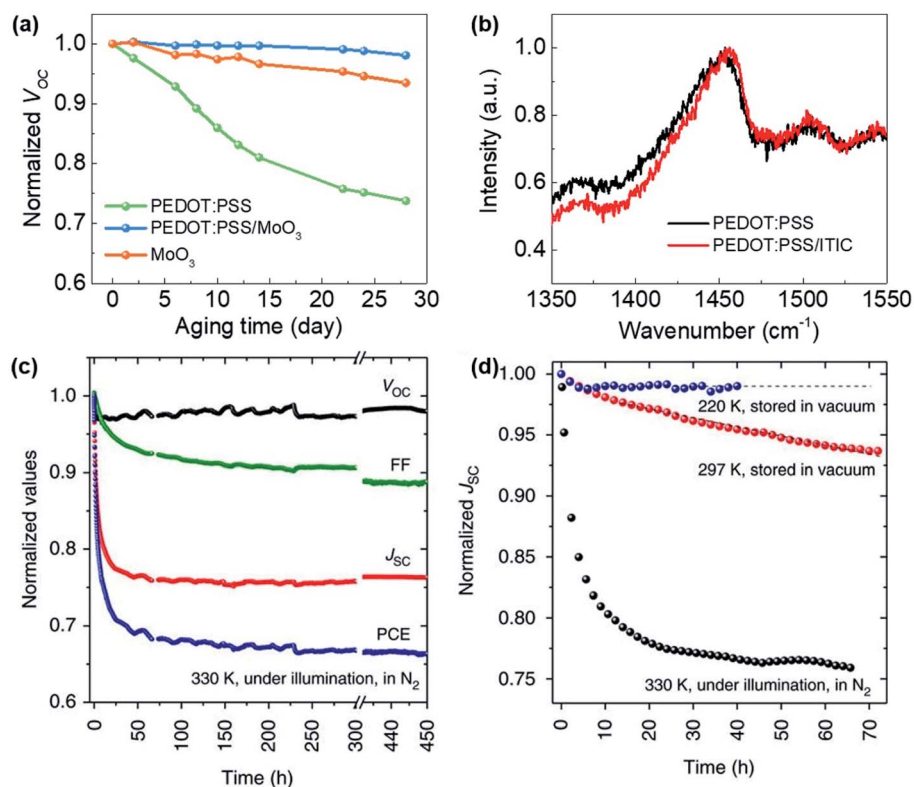 (a)
Normalized V_OC
1.0
0.9
0.8
0.7
0.6
PEDOT:PSS
PEDOT:PSS/MoO₃
MoO₃
0 5 10 15 20 25 30
Aging time (day)
(b)
Intensity (a.u.)
1.0
0.8
0.6
0.4
PEDOT:PSS
PEDOT:PSS/ITIC
1350 1400 1450 1500 1550
Wavenumber (cm⁻¹)
(c)
Normalized values
1.0
0.9
0.8
0.7
0.6
V_OC
FF
J_SC
PCE
330 K, under illumination, in N₂
0 50 100 150 200 250 300 400 450
Time (h)
(d)
Normalized J_SC
1.00
0.95
0.90
0.85
0.80
0.75
220 K, stored in vacuum
297 K, stored in vacuum
330 K, under illumination, in N₂
0 10 20 30 40 50 60 70
Time (h)